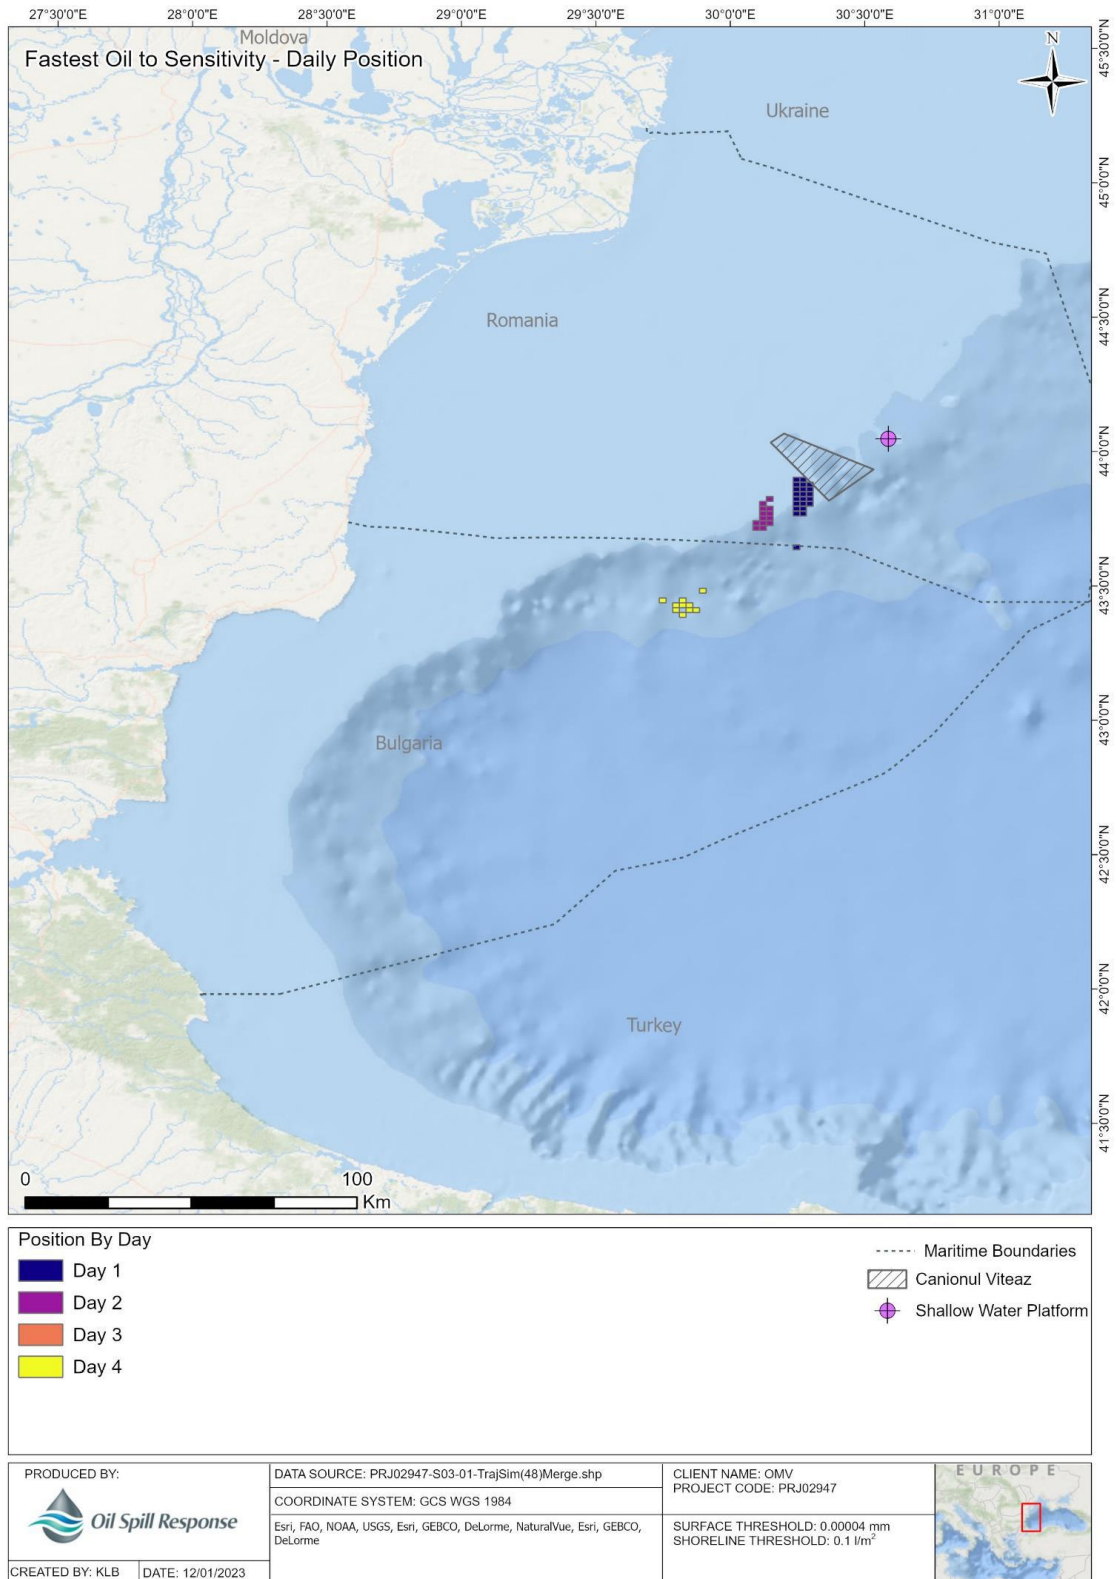 27°30'0"E 28°0'0"E 28°30'0"E 29°0'0"E 29°30'0"E 30°0'0"E 30°30'0"E 31°0'0"E
Moldova
Fastest Oil to Sensitivity - Daily Position
N
45°30'0"N
Ukraine
45°0'0"N
Romania
44°30'0"N
44°0'0"N
43°30'0"N
43°0'0"N
Bulgaria
42°30'0"N
42°0'0"N
Turkey
41°30'0"N
0 100
Km
Position By Day
Day 1
Day 2
Day 3
Day 4
Maritime Boundaries
Canionul Viteaz
Shallow Water Platform
PRODUCED BY:
Oil Spill Response
CREATED BY: KLB
DATE: 12/01/2023
DATA SOURCE: PRJ02947-S03-01-TrajSim(48)Merge.shp
COORDINATE SYSTEM: GCS WGS 1984
Esri, FAO, NOAA, USGS, Esri, GEBCO, DeLorme, NaturalVue, Esri, GEBCO,
DeLorme
CLIENT NAME: OMV
PROJECT CODE: PRJ02947
SURFACE THRESHOLD: 0.00004 mm
SHORELINE THRESHOLD: 0.1 l/m²
EUROPE